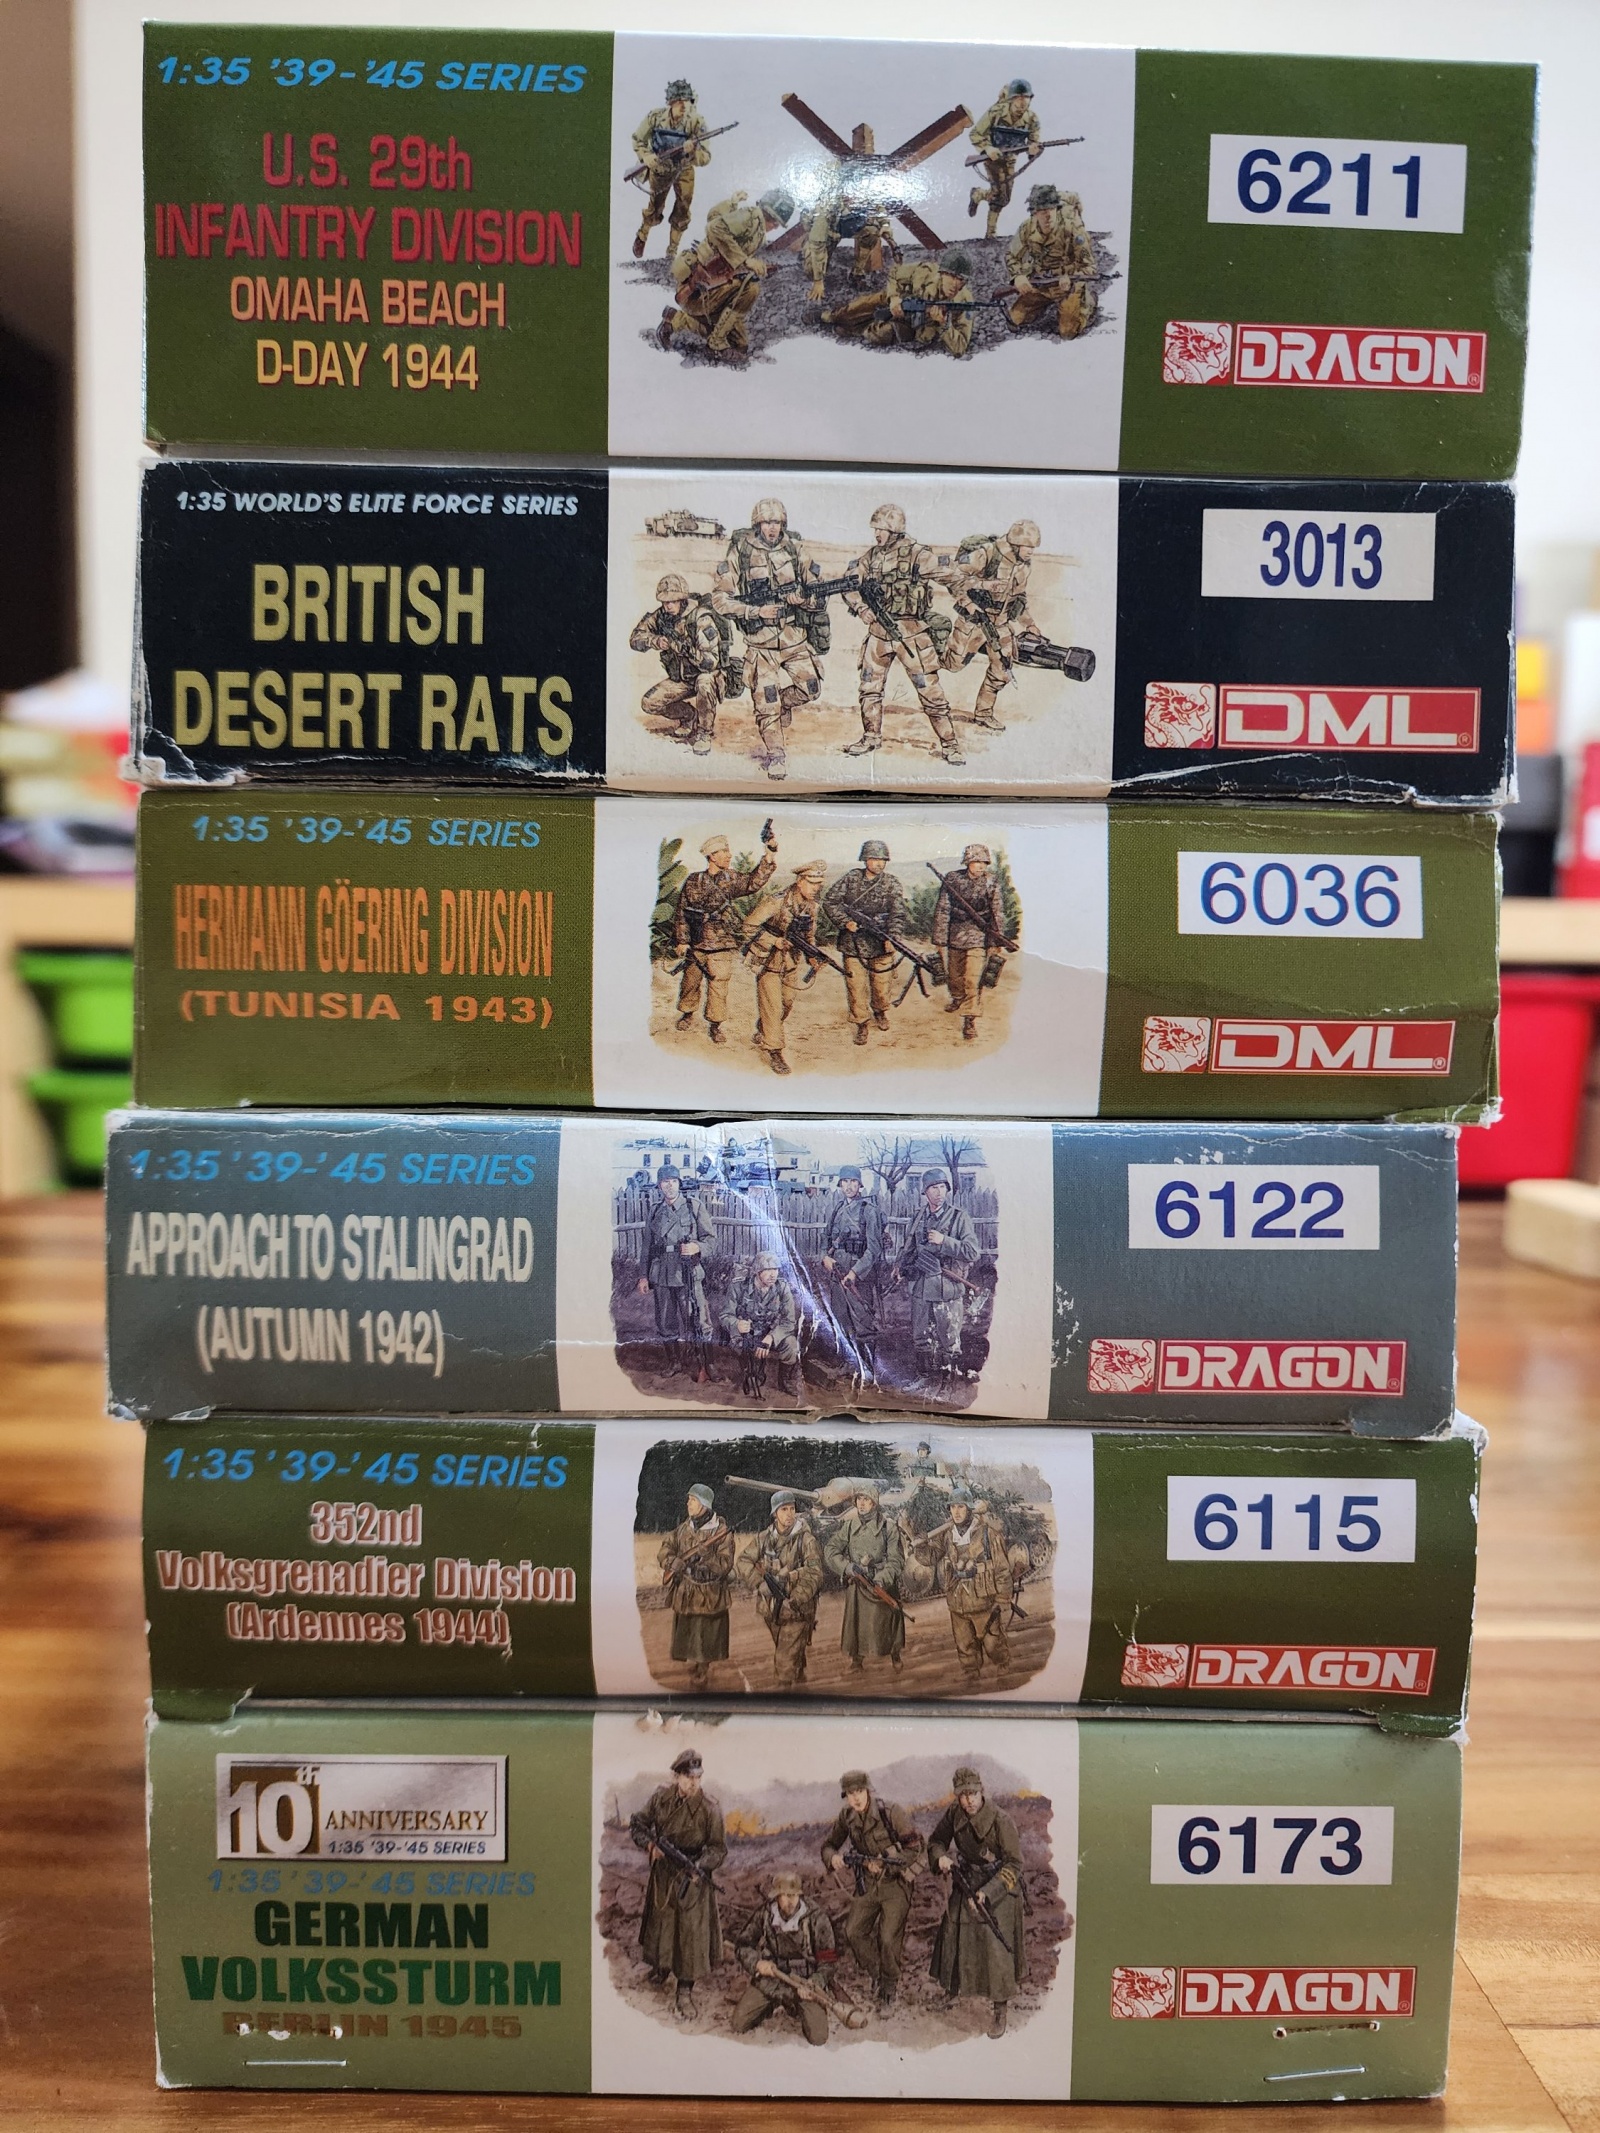 1:35 '39-'45 SERIES
U.S. 29th
INFANTRY DIVISION
OMAHA BEACH
D-DAY 1944
6211
DRAGON
1:35 WORLD'S ELITE FORCE SERIES
BRITISH
DESERT RATS
3013
DML
1:35 '39-'45 SERIES
HERMANN GÖERING DIVISION
(TUNISIA 1943)
6036
DML
1:35 '39-'45 SERIES
APPROACH TO STALINGRAD
(AUTUMN 1942)
6122
DRAGON
1:35 '39-'45 SERIES
352nd
Volksgrenadier Division
(Ardennes 1944)
6115
DRAGON
10th ANNIVERSARY
1:35 '39-'45 SERIES
1:35 '39-'45 SERIES
GERMAN
VOLKSSTURM
BERLIN 1945
6173
DRAGON